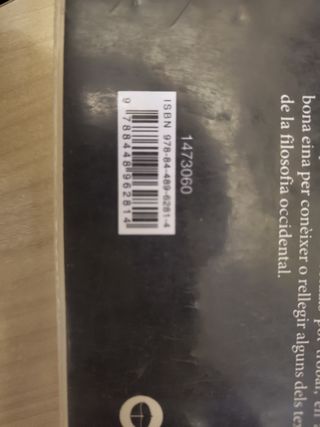 bona eina per conèixer o rellegir alguns dels
de la filosofia occidental.
1473060
ISBN 978-84-489-6281-4
9 788448 962814